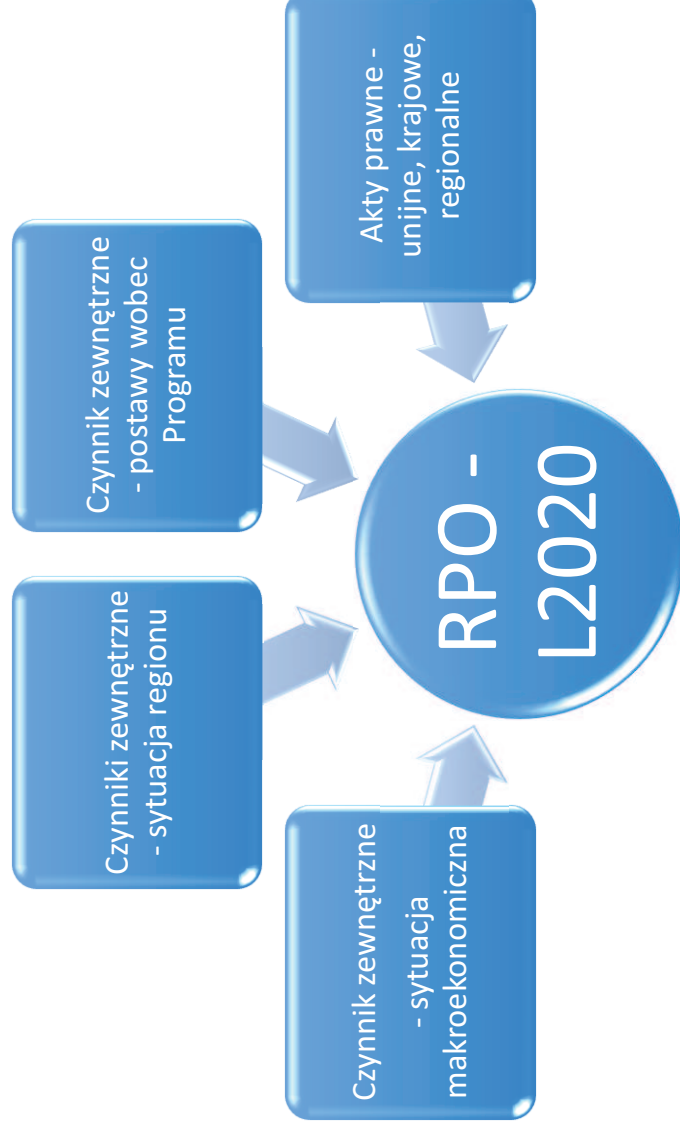 Czynnik zewnętrzne
- sytuacja
makroekonomiczna
Czynniki zewnętrzne
- sytuacja regionu
Czynnik zewnętrzne
- postawy wobec
Programu
Akty prawne -
unijne, krajowe,
regionalne
RPO -
L2020